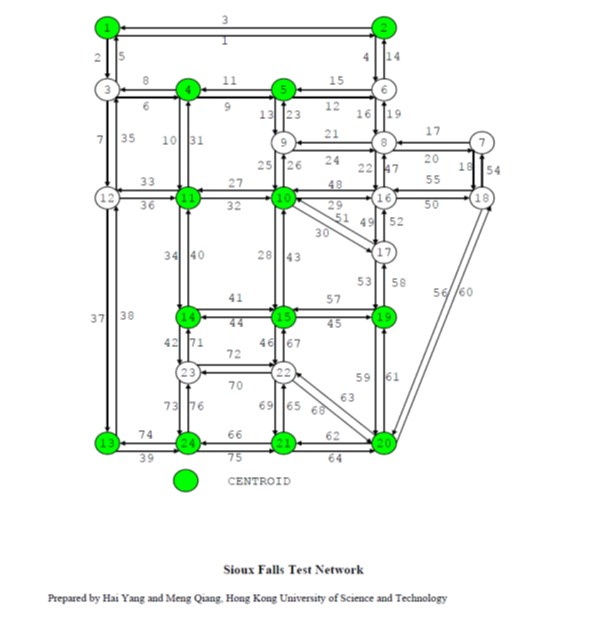 3
1 2
1
2 5 4 14
8 11 15
3 4 5 6
6 9 12
13 23 16 19
7 35 10 31 21 17
9 8 7
24 20
25 26 22 47 18 54
33 27 48 55
12 11 10 16 18
36 32 29 50
51 49 52
30
17
34 40 28 43
53 58
56 60
41 57
37 38 14 15 19
44 45
42 71 46 67
72
23 22
70
59 61
63
73 76 69 65 68
74 66 62
13 24 21 20
39 75 64
CENTROID
Sioux Falls Test Network
Prepared by Hai Yang and Meng Qiang, Hong Kong University of Science and Technology